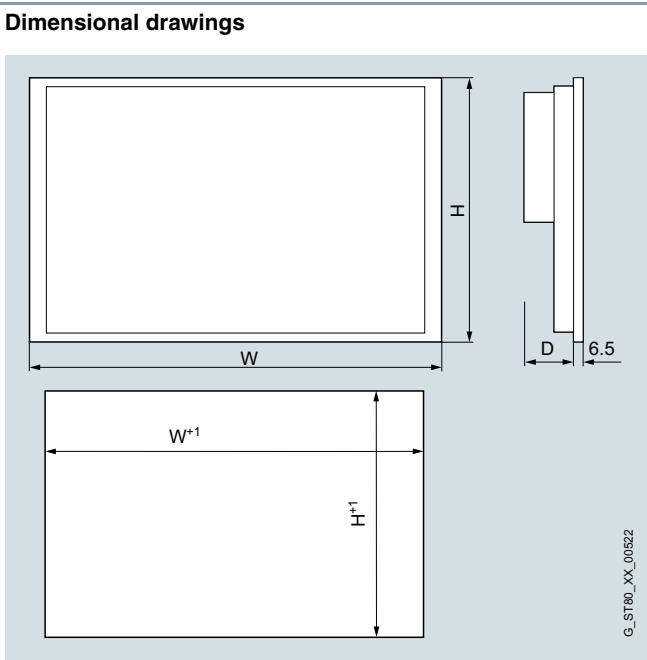 Dimensional drawings
H
W
D 6.5
W+1
H+1
G_ST80_XX_00522